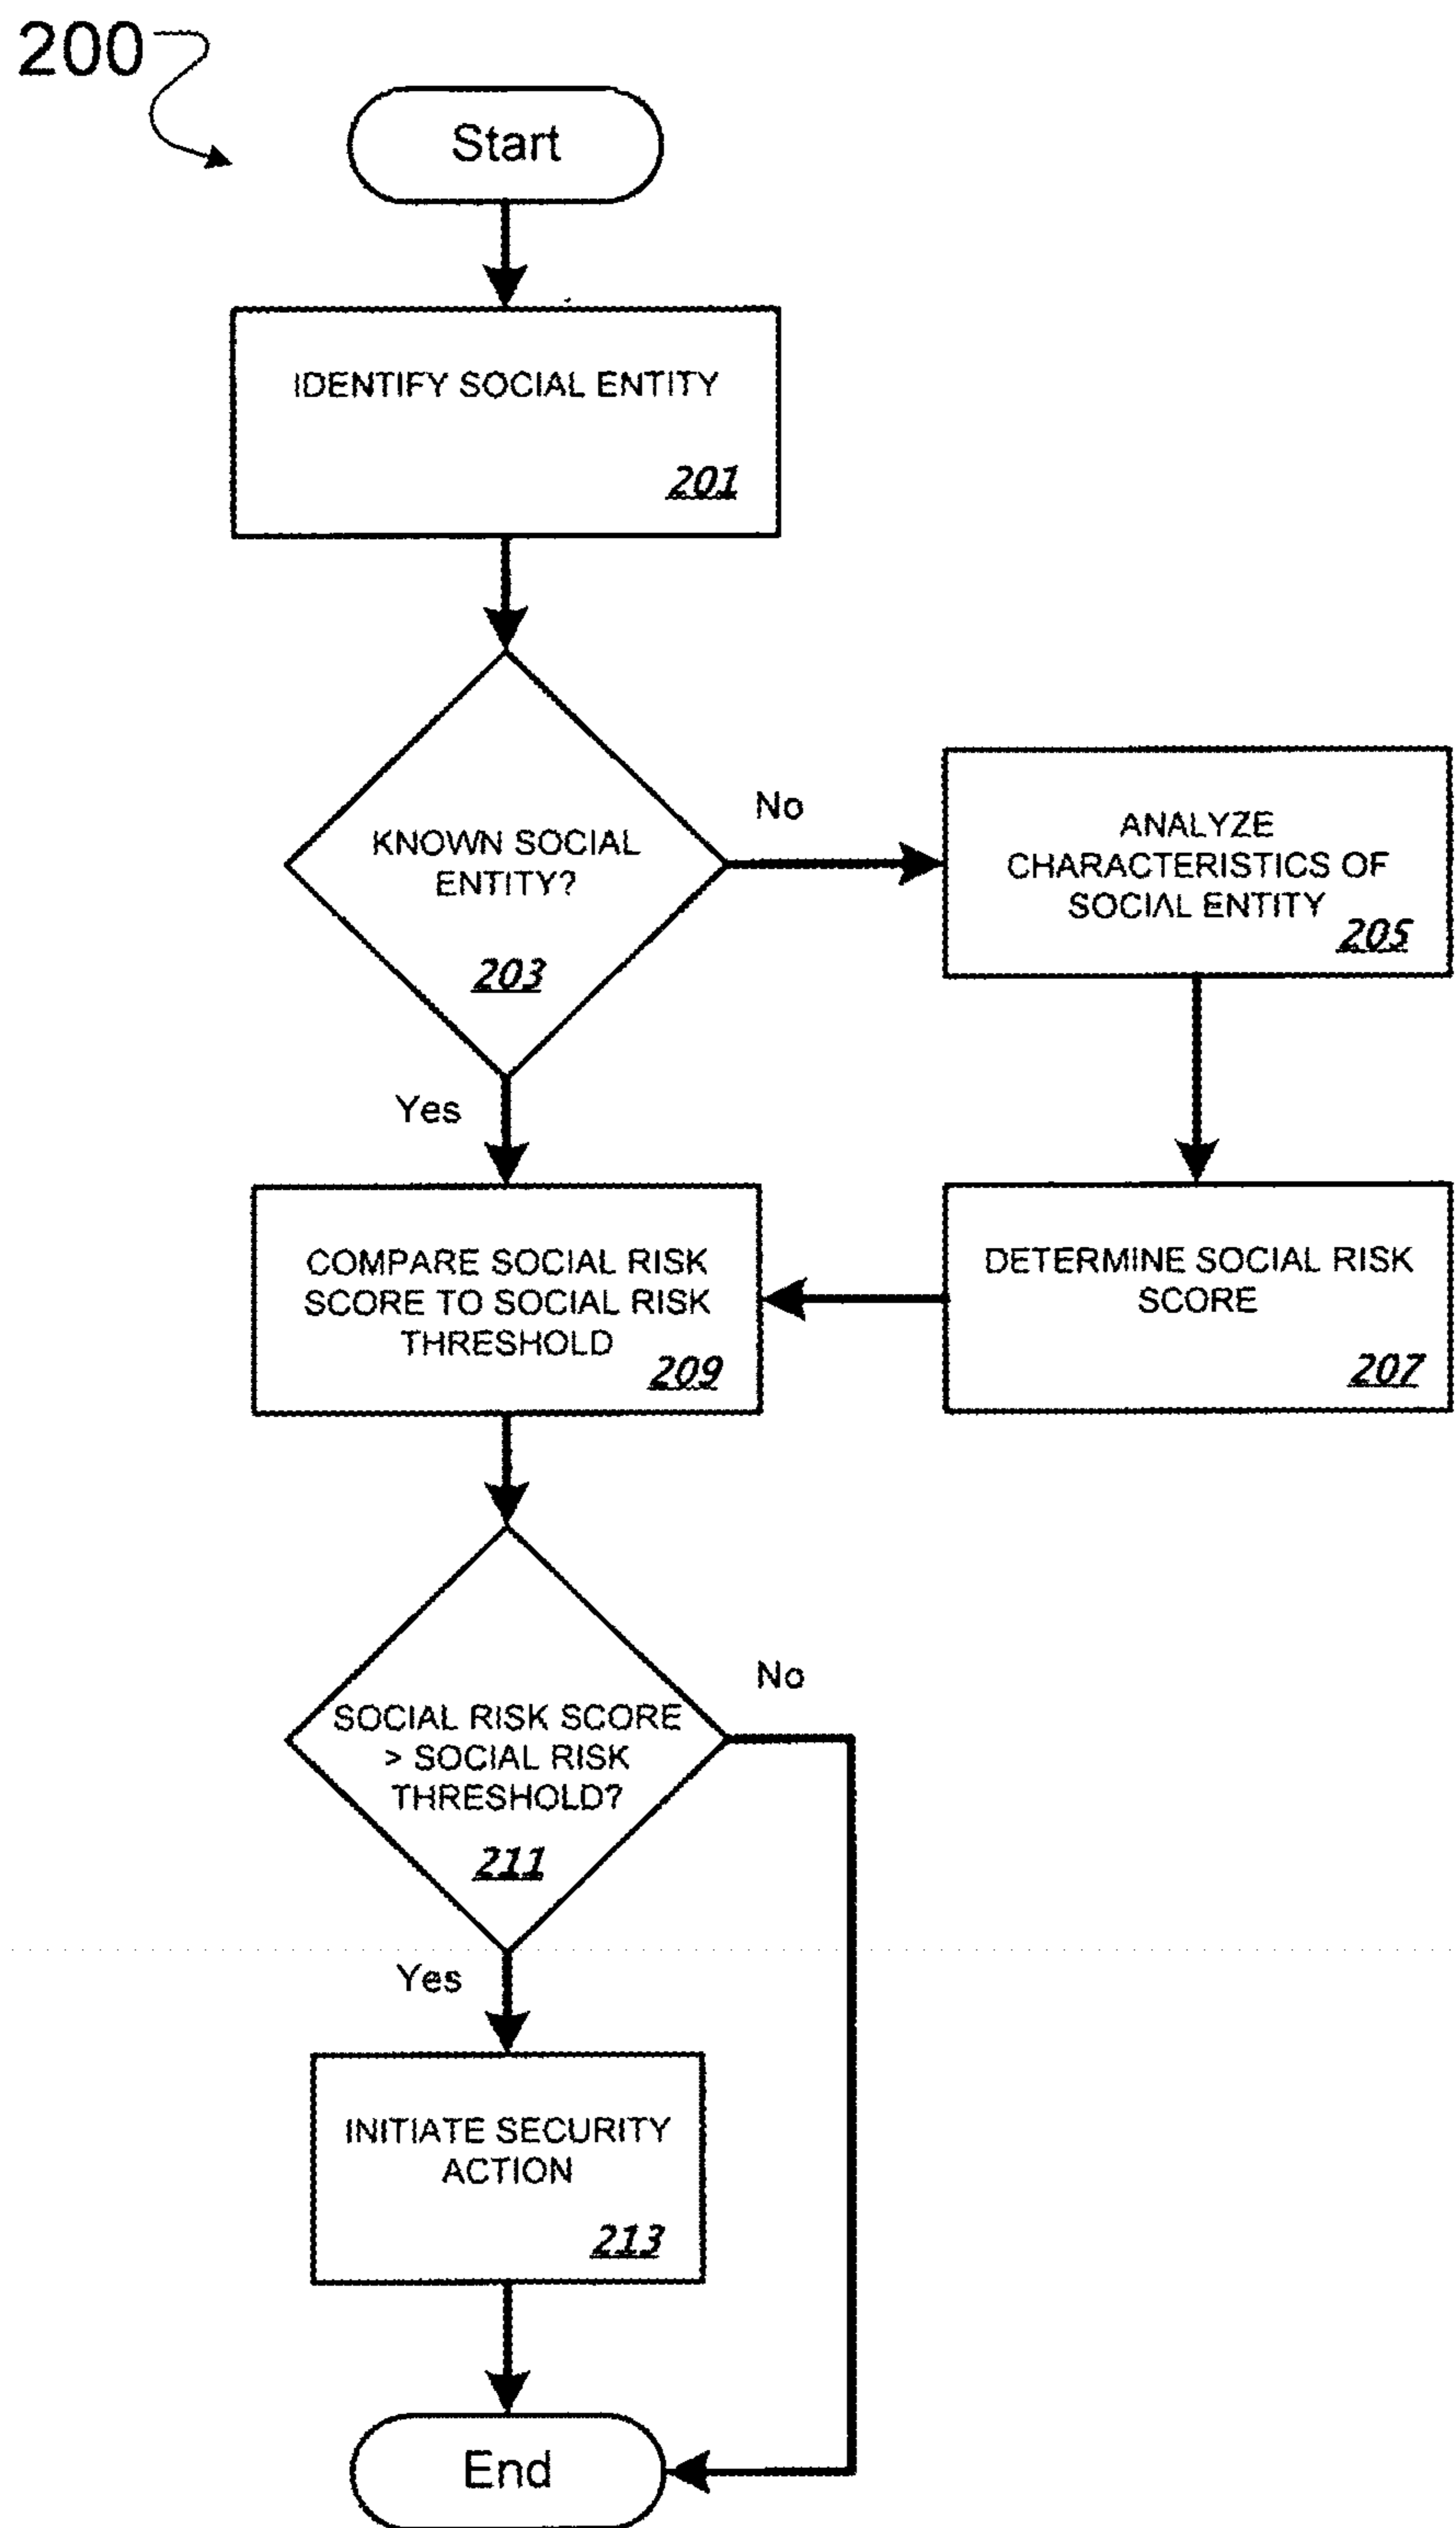 200
Start
IDENTIFY SOCIAL ENTITY
201
KNOWN SOCIAL
ENTITY?
203
No
ANALYZE
CHARACTERISTICS OF
SOCIAL ENTITY
205
Yes
COMPARE SOCIAL RISK
SCORE TO SOCIAL RISK
THRESHOLD
209
DETERMINE SOCIAL RISK
SCORE
207
SOCIAL RISK SCORE
> SOCIAL RISK
THRESHOLD?
211
No
Yes
INITIATE SECURITY
ACTION
213
End